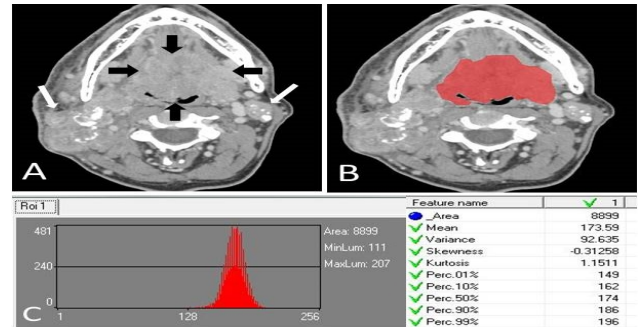 A
B
Roi 1
481
240
0
1
128
256
Area: 8899
MinLum: 111
MaxLum: 207
C
Feature name 1
_Area 8899
Mean 173.59
Variance 92.635
Skewness -0.31258
Kurtosis 1.1511
Perc.01% 149
Perc.10% 162
Perc.50% 174
Perc.90% 186
Perc.99% 196